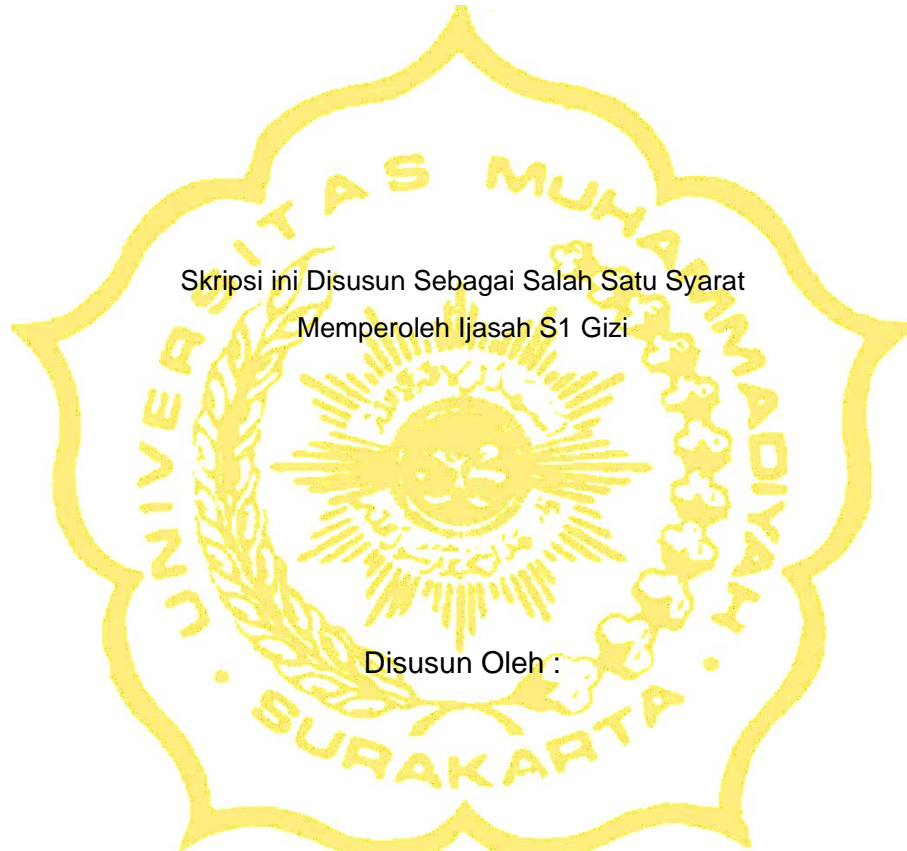 UNIVERSITAS MUHAMMADIYAH
Skripsi ini Disusun Sebagai Salah Satu Syarat
Memperoleh Ijasah S1 Gizi
Disusun Oleh :
SURAKARTA